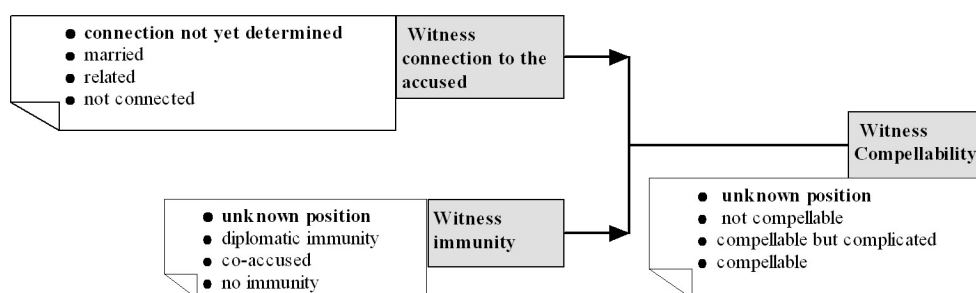 ● connection not yet determined
● married
● related
● not connected
Witness
connection to the
accused
Witness
Compellability
● unknown position
● diplomatic immunity
● co-accused
● no immunity
Witness
immunity
● unknown position
● not compellable
● compellable but complicated
● compellable